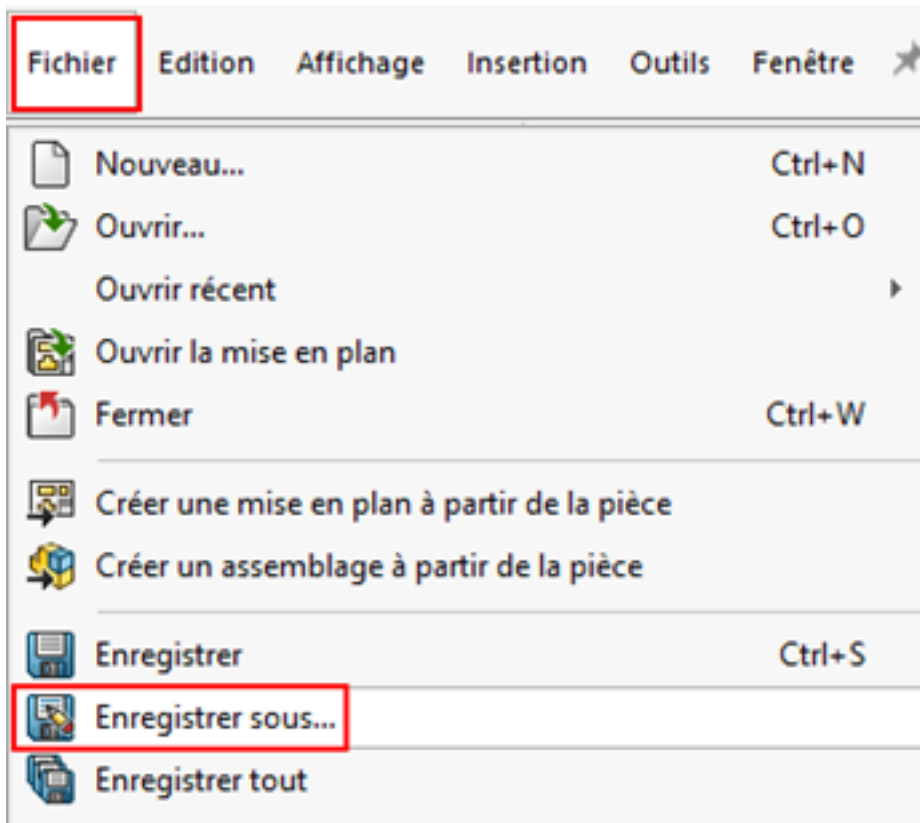 Fichier Edition Affichage Insertion Outils Fenêtre
Nouveau... Ctrl+N
Ouvrir... Ctrl+O
Ouvrir récent
Ouvrir la mise en plan
Fermer Ctrl+W
Créer une mise en plan à partir de la pièce
Créer un assemblage à partir de la pièce
Enregistrer Ctrl+S
Enregistrer sous...
Enregistrer tout